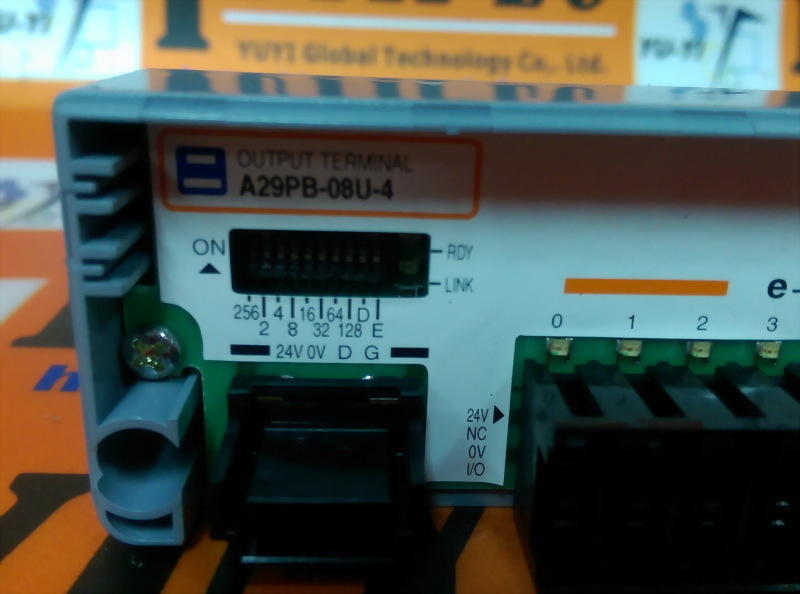 YUYI Global Technology Co,. Ltd.
OUTPUT TERMINAL
A29PB-08U-4
ON
RDY
LINK
256 4 16 64 D
2 8 32 128 E
24V 0V D G
0 1 2 3
e-
24V
NC
0V
I/O